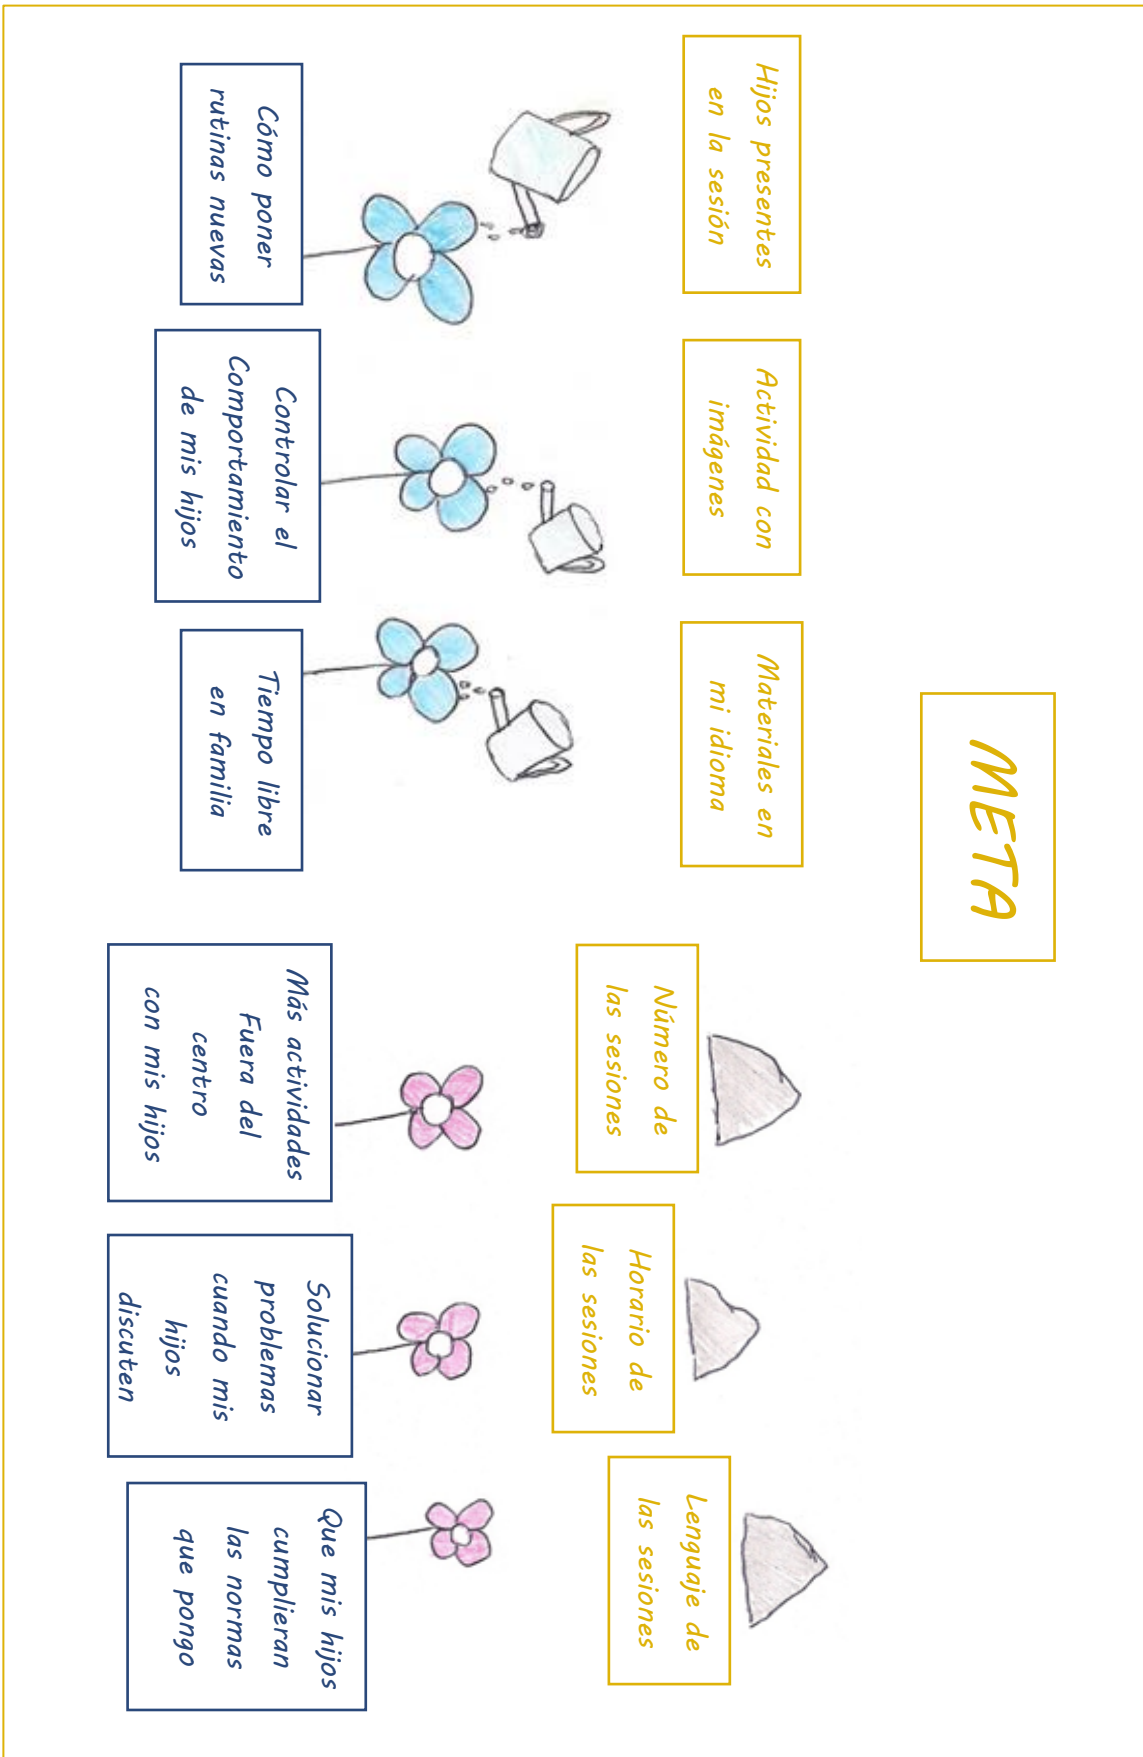 META
Hijos presentes
en la sesión
Actividad con
imágenes
Materiales en
mi idioma
Número de
las sesiones
Horario de
las sesiones
Lenguaje de
las sesiones
Cómo poner
rutinas nuevas
Controlar el
Comportamiento
de mis hijos
Tiempo libre
en familia
Más actividades
Fuera del
centro
con mis hijos
Solucionar
problemas
cuando mis
hijos
discuten
Que mis hijos
cumplieran
las normas
que pongo